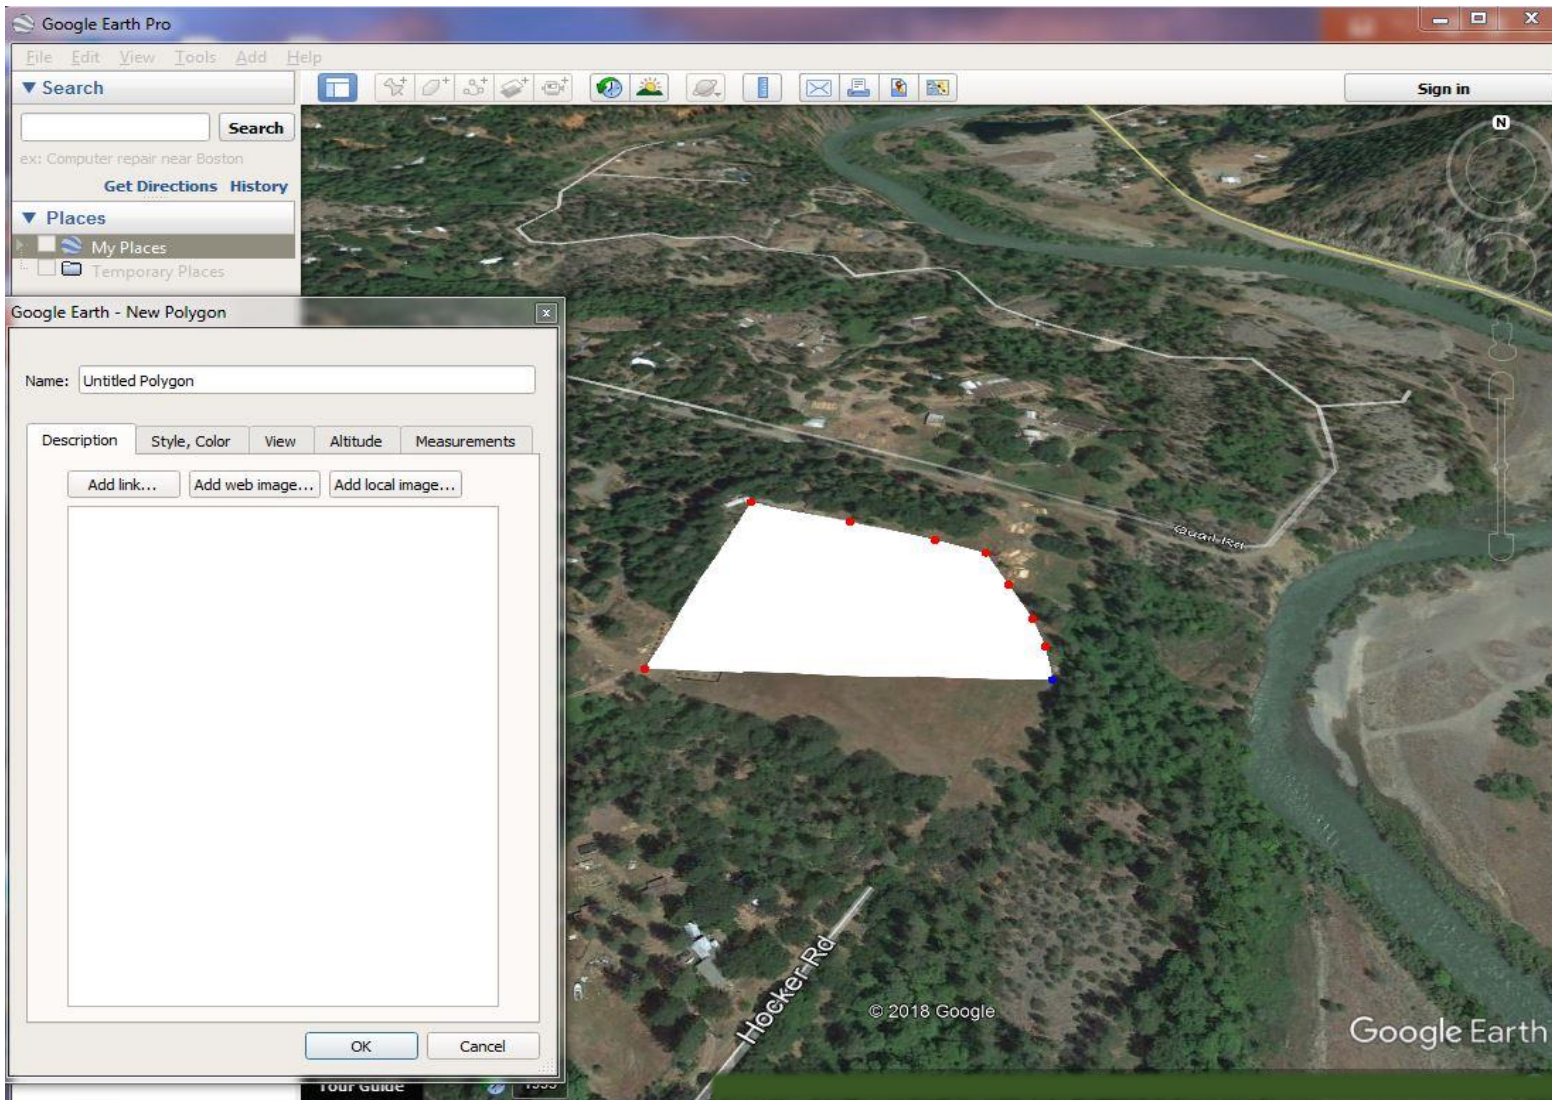 Google Earth Pro
File Edit View Tools Add Help
Search
Sign in
Search
ex: Computer repair near Boston
Get Directions History
Places
My Places
Temporary Places
Google Earth - New Polygon
Name: Untitled Polygon
Description Style, Color View Altitude Measurements
Add link... Add web image... Add local image...
OK Cancel
Tour Guide
N
Quail Rd
Hocker Rd
© 2018 Google
Google Earth